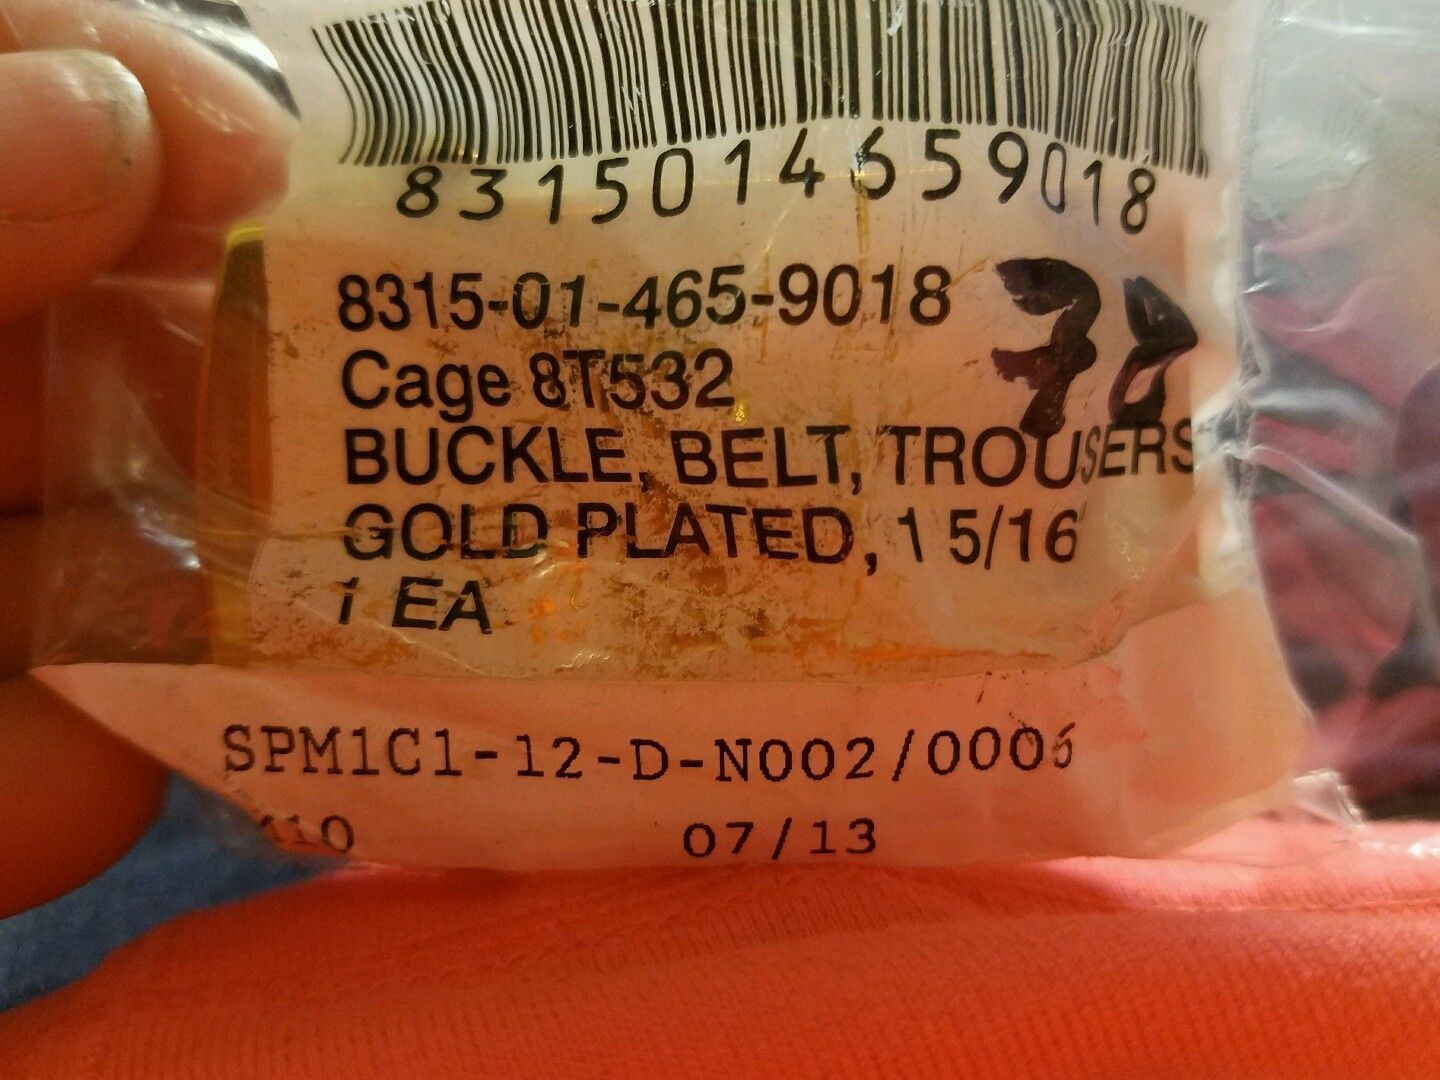 8315014659018
8315-01-465-9018
Cage 8T532
BUCKLE, BELT, TROUSERS
GOLD PLATED, 1 5/16"
1 EA
SPM1C1-12-D-N002/0006
07/13